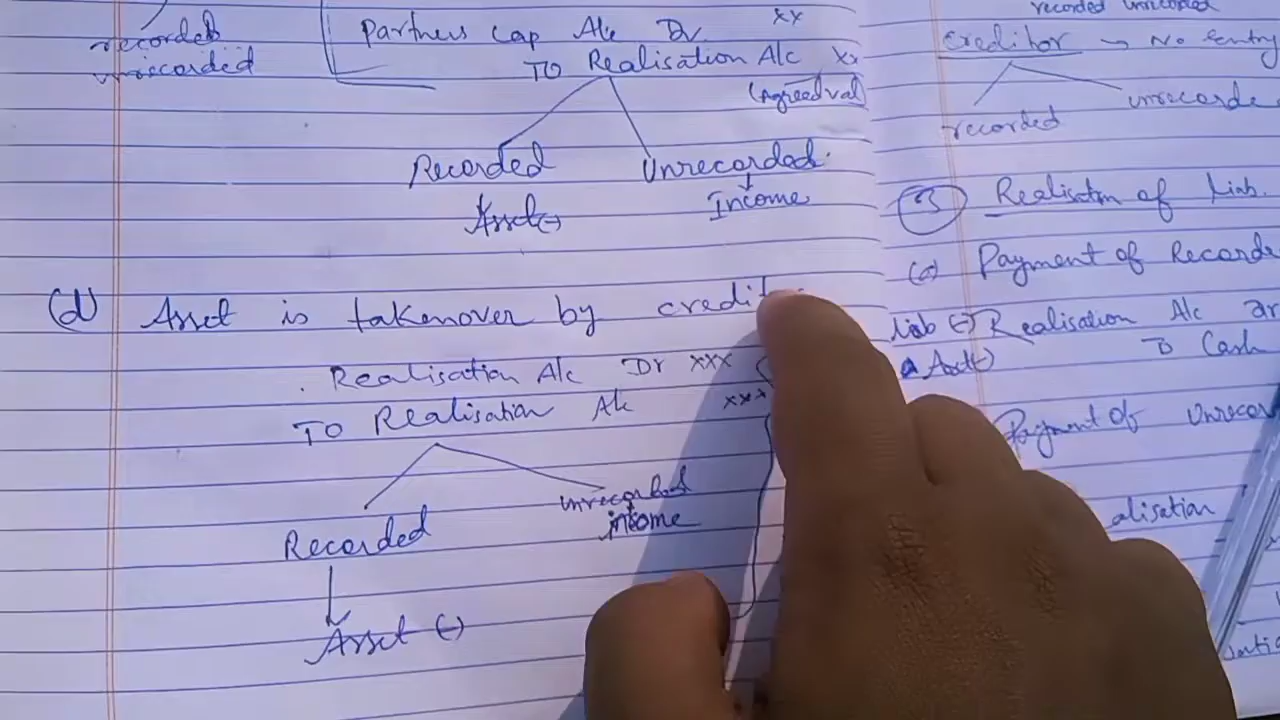 recorded
unrecorded
Partners Cap A/c Dr xx
TO Realisation A/c xx
(Agreed val)
Recorded Unrecorded
Asset(-) Income
(d) Asset is takenover by credit
Realisation A/c Dr xxx
TO Realisation A/c xxx
Recorded unrecorded
income
Asset (-)
recorded unrecorded
Creditor → No Entry
recorded unrecorde
(3) Realisation of Liab.
(a) Payment of Recorde
Liab (-) Realisation A/c Dr
Asset(-) To Cash
Payment of Unrecor
alisation